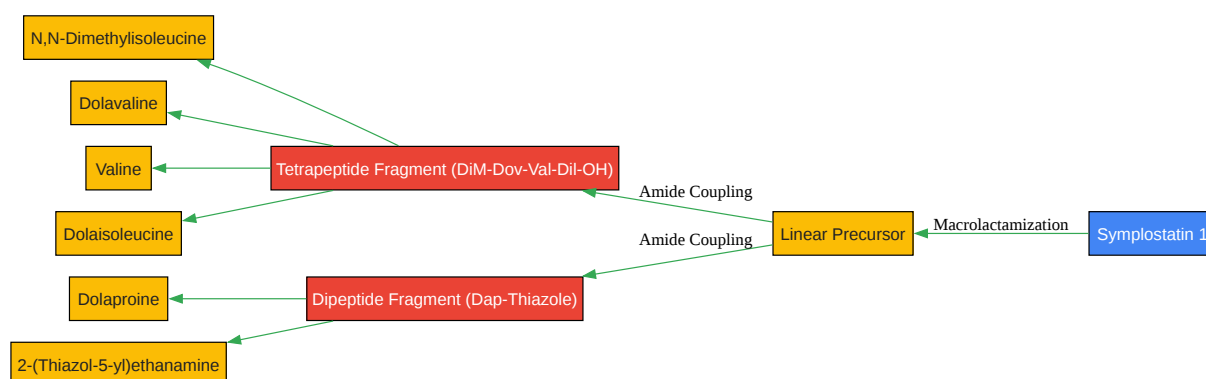 N,N-Dimethylisoleucine
Dolavaline
Valine
Tetrapeptide Fragment (DiM-Dov-Val-Dil-OH)
Amide Coupling
Dolaisoleucine
Linear Precursor
Macrolactamization
Symplostatin 1
Amide Coupling
Dolaproine
Dipeptide Fragment (Dap-Thiazole)
2-(Thiazol-5-yl)ethanamine